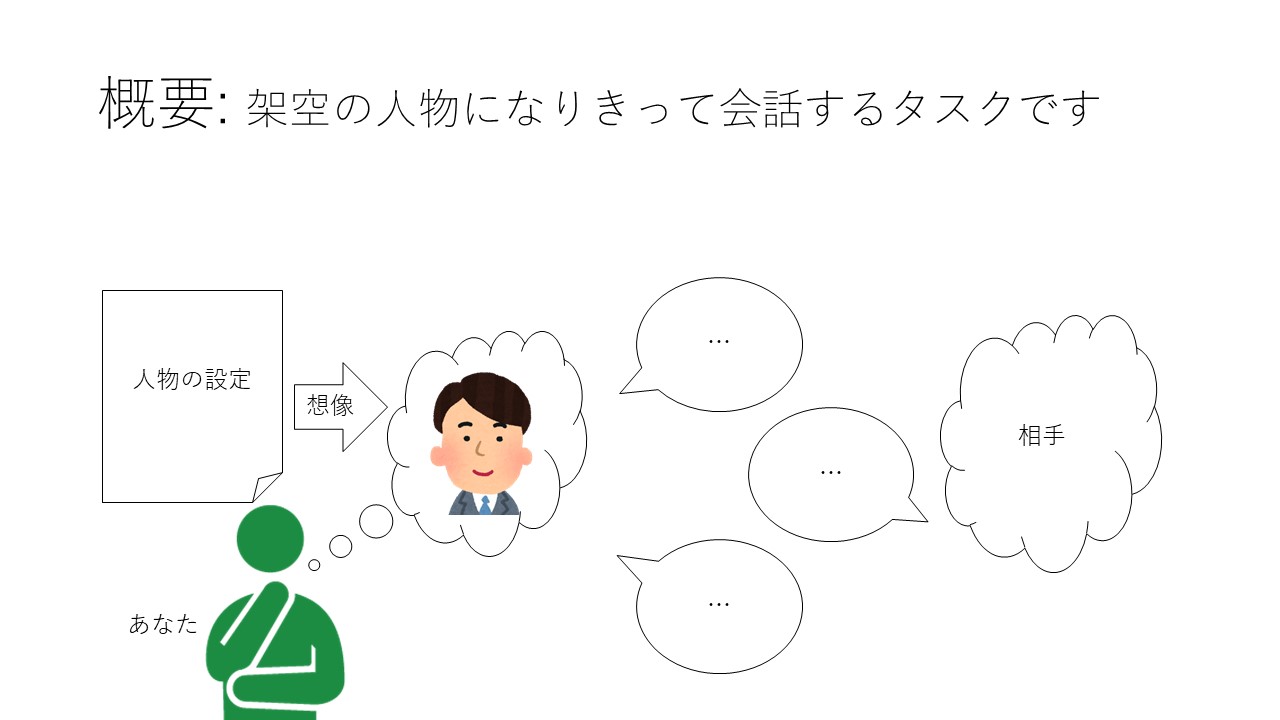 概要: 架空の人物になりきって会話するタスクです
人物の設定
想像
…
…
相手
…
あなた